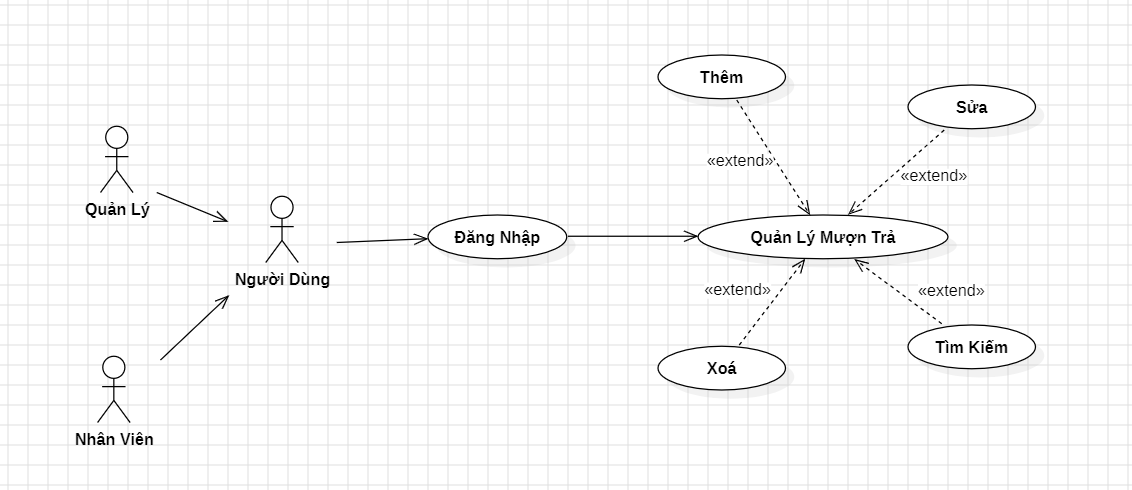 Thêm
Sửa
«extend»
«extend»
Quản Lý
Người Dùng
Đăng Nhập
Quản Lý Mượn Trả
«extend»
«extend»
Xoá
Tìm Kiếm
Nhân Viên